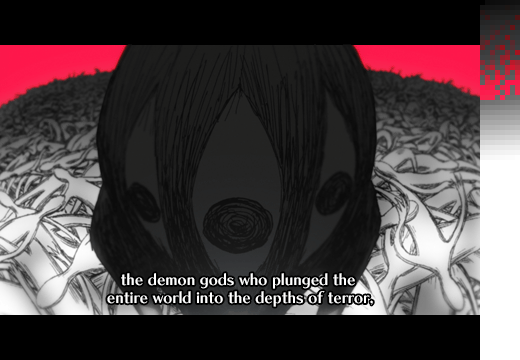 the demon gods who plunged the
entire world into the depths of terror,